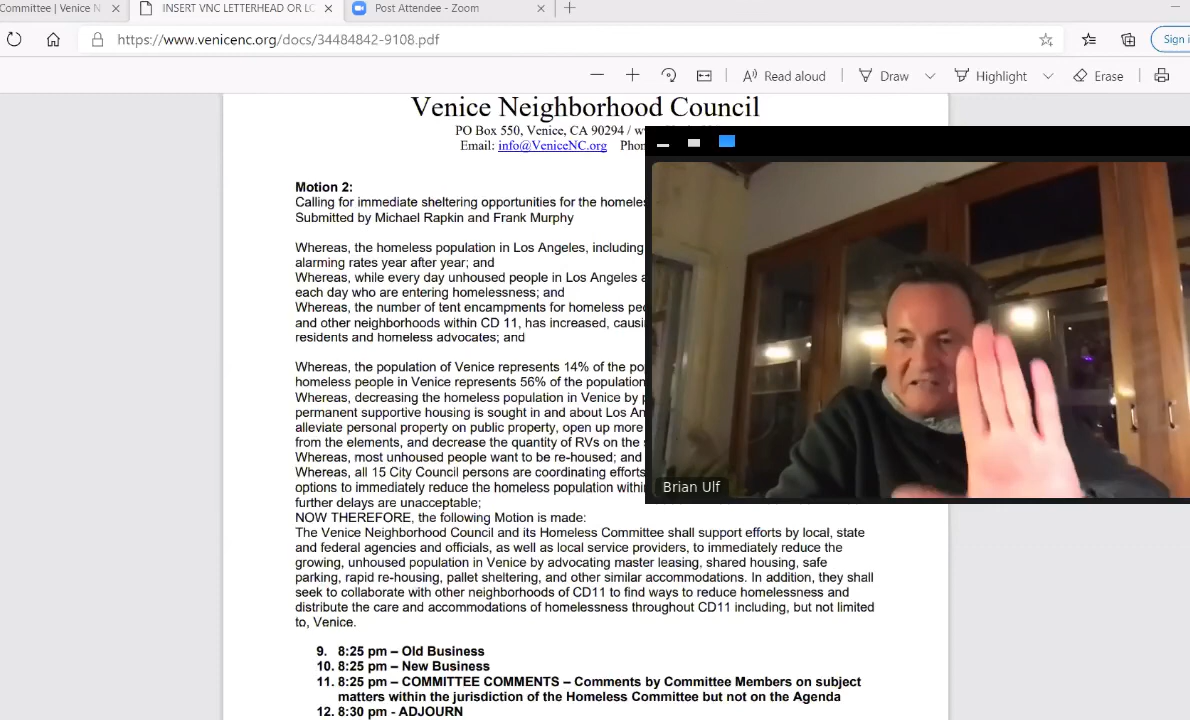 Committee | Venice N
INSERT VNC LETTERHEAD OR LO
Post Attendee - Zoom
https://www.venicenc.org/docs/34484842-9108.pdf
Sign i
Read aloud
Draw
Highlight
Erase
Venice Neighborhood Council
PO Box 550, Venice, CA 90294 /
Email: info@VeniceNC.org Phon
Motion 2:
Calling for immediate sheltering opportunities for the homeles
Submitted by Michael Rapkin and Frank Murphy
Whereas, the homeless population in Los Angeles, including
alarming rates year after year; and
Whereas, while every day unhoused people in Los Angeles a
each day who are entering homelessness; and
Whereas, the number of tent encampments for homeless peo
and other neighborhoods within CD 11, has increased, causi
residents and homeless advocates; and
Whereas, the population of Venice represents 14% of the po
homeless people in Venice represents 56% of the population
Whereas, decreasing the homeless population in Venice by p
permanent supportive housing is sought in and about Los An
alleviate personal property on public property, open up more
from the elements, and decrease the quantity of RVs on the s
Whereas, most unhoused people want to be re-housed; and
Whereas, all 15 City Council persons are coordinating efforts
options to immediately reduce the homeless population within
further delays are unacceptable;
NOW THEREFORE, the following Motion is made:
The Venice Neighborhood Council and its Homeless Committee shall support efforts by local, state
and federal agencies and officials, as well as local service providers, to immediately reduce the
growing, unhoused population in Venice by advocating master leasing, shared housing, safe
parking, rapid re-housing, pallet sheltering, and other similar accommodations. In addition, they shall
seek to collaborate with other neighborhoods of CD11 to find ways to reduce homelessness and
distribute the care and accommodations of homelessness throughout CD11 including, but not limited
to, Venice.
9. 8:25 pm – Old Business
10. 8:25 pm – New Business
11. 8:25 pm – COMMITTEE COMMENTS – Comments by Committee Members on subject
matters within the jurisdiction of the Homeless Committee but not on the Agenda
12. 8:30 pm - ADJOURN
Brian Ulf